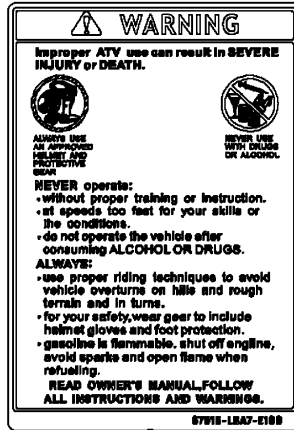 WARNING
Improper ATV use can result in SEVERE
INJURY or DEATH.
ALWAYS USE
AN APPROVED
HELMET AND
PROTECTIVE
GEAR
NEVER USE
WITH DRUGS
OR ALCOHOL
NEVER operate:
• without proper training or instruction.
• at speeds too fast for your skills or
the conditions.
• do not operate the vehicle after
consuming ALCOHOL OR DRUGS.
ALWAYS:
• use proper riding techniques to avoid
vehicle overturns on hills and rough
terrain and in turns.
• for your safety,wear gear to include
helmet gloves and foot protection.
• gasoline is flammable. shut off engline,
avoid sparks and open flame when
refueling.
READ OWNER'S MANUAL,FOLLOW
ALL INSTRUCTIONS AND WARNINGS.